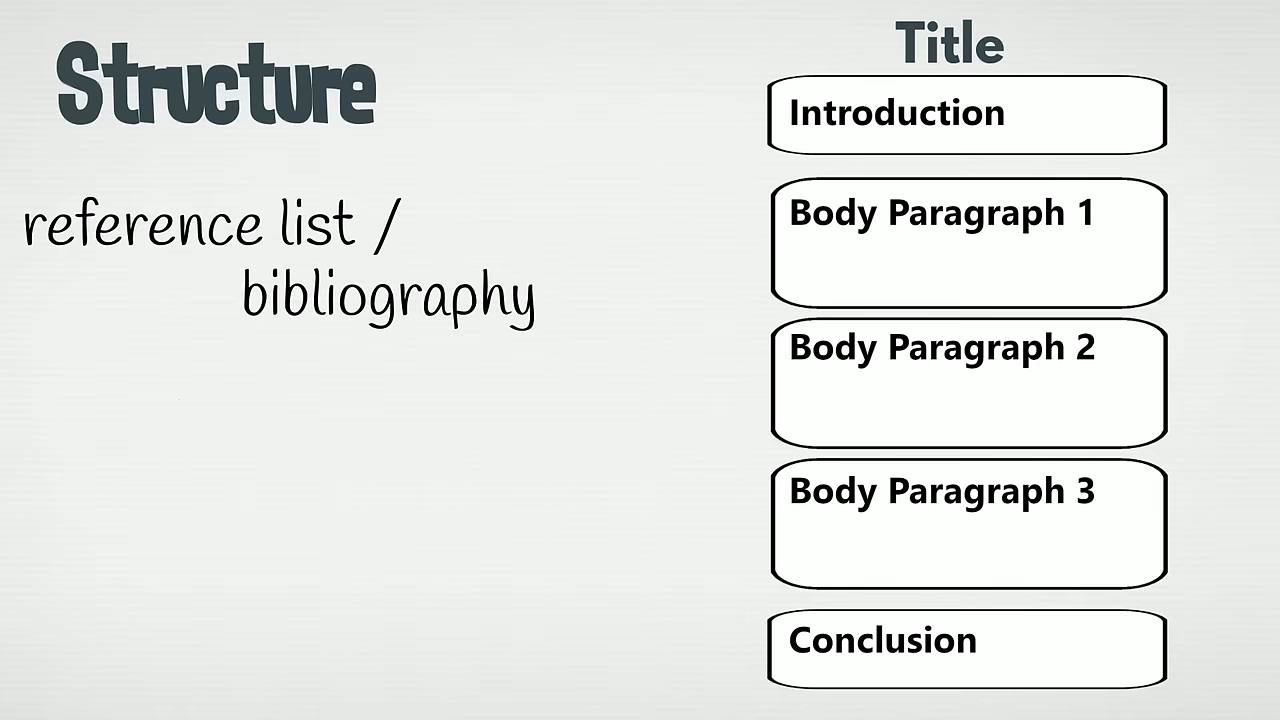 Structure
reference list /
bibliography
Title
Introduction
Body Paragraph 1
Body Paragraph 2
Body Paragraph 3
Conclusion